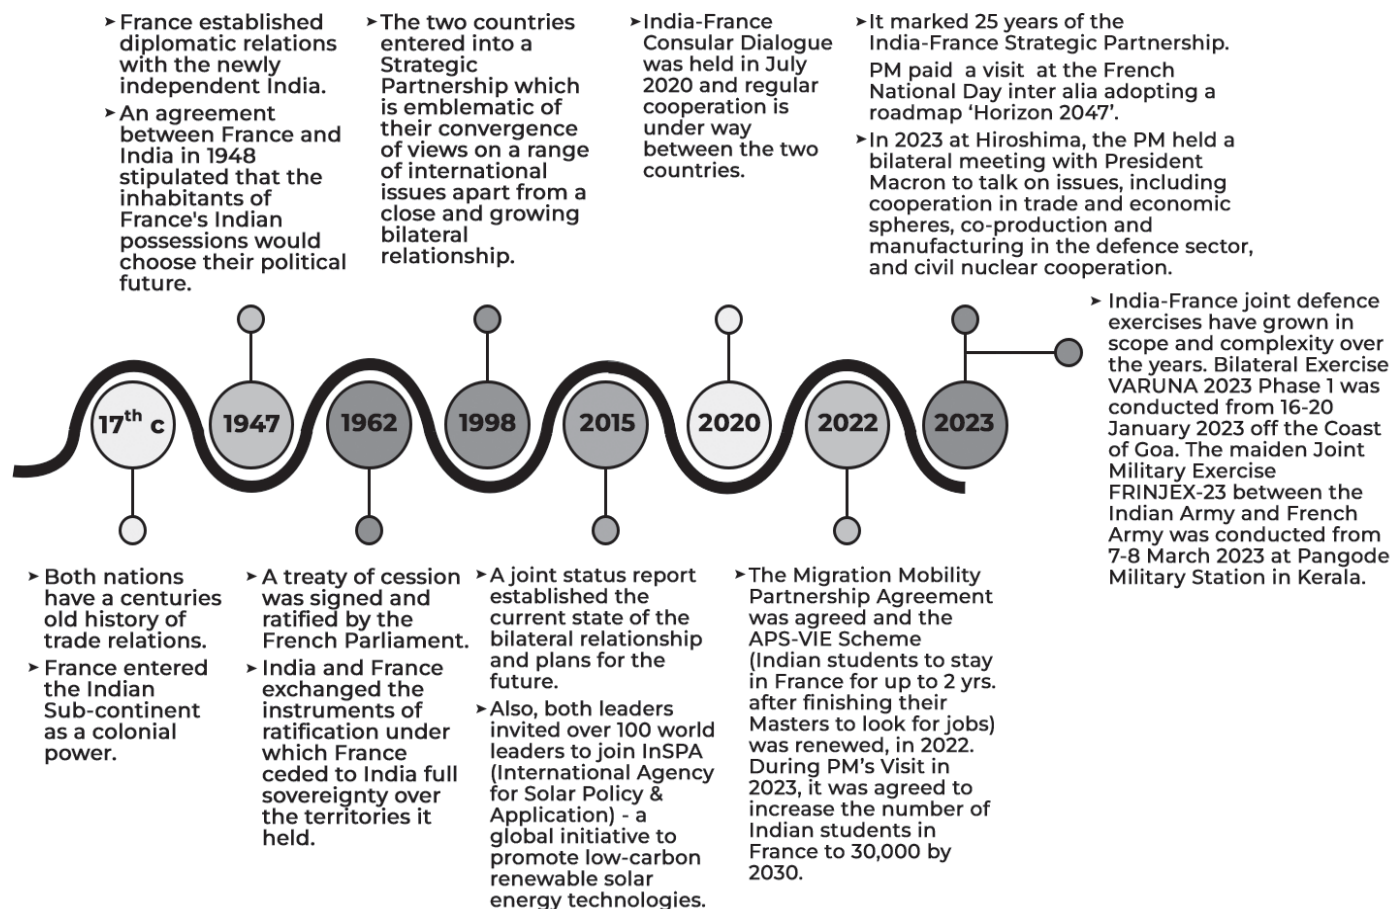 ➤France established
diplomatic relations
with the newly
independent India.
➤An agreement
between France and
India in 1948
stipulated that the
inhabitants of
France's Indian
possessions would
choose their political
future.
➤The two countries
entered into a
Strategic
Partnership which
is emblematic of
their convergence
of views on a range
of international
issues apart from a
close and growing
bilateral
relationship.
➤India-France
Consular Dialogue
was held in July
2020 and regular
cooperation is
under way
between the two
countries.
➤It marked 25 years of the
India-France Strategic Partnership.
PM paid a visit at the French
National Day inter alia adopting a
roadmap ‘Horizon 2047’.
➤In 2023 at Hiroshima, the PM held a
bilateral meeting with President
Macron to talk on issues, including
cooperation in trade and economic
spheres, co-production and
manufacturing in the defence sector,
and civil nuclear cooperation.
➤ India-France joint defence
exercises have grown in
scope and complexity over
the years. Bilateral Exercise
VARUNA 2023 Phase 1 was
conducted from 16-20
January 2023 off the Coast
of Goa. The maiden Joint
Military Exercise
FRINJEX-23 between the
Indian Army and French
Army was conducted from
7-8 March 2023 at Pangode
Military Station in Kerala.
17th c
1947
1962
1998
2015
2020
2022
2023
➤Both nations
have a centuries
old history of
trade relations.
➤France entered
the Indian
Sub-continent
as a colonial
power.
➤A treaty of cession
was signed and
ratified by the
French Parliament.
➤India and France
exchanged the
instruments of
ratification under
which France
ceded to India full
sovereignty over
the territories it
held.
➤A joint status report
established the
current state of the
bilateral relationship
and plans for the
future.
➤Also, both leaders
invited over 100 world
leaders to join InSPA
(International Agency
for Solar Policy &
Application) - a
global initiative to
promote low-carbon
renewable solar
energy technologies.
➤The Migration Mobility
Partnership Agreement
was agreed and the
APS-VIE Scheme
(Indian students to stay
in France for up to 2 yrs.
after finishing their
Masters to look for jobs)
was renewed, in 2022.
During PM’s Visit in
2023, it was agreed to
increase the number of
Indian students in
France to 30,000 by
2030.